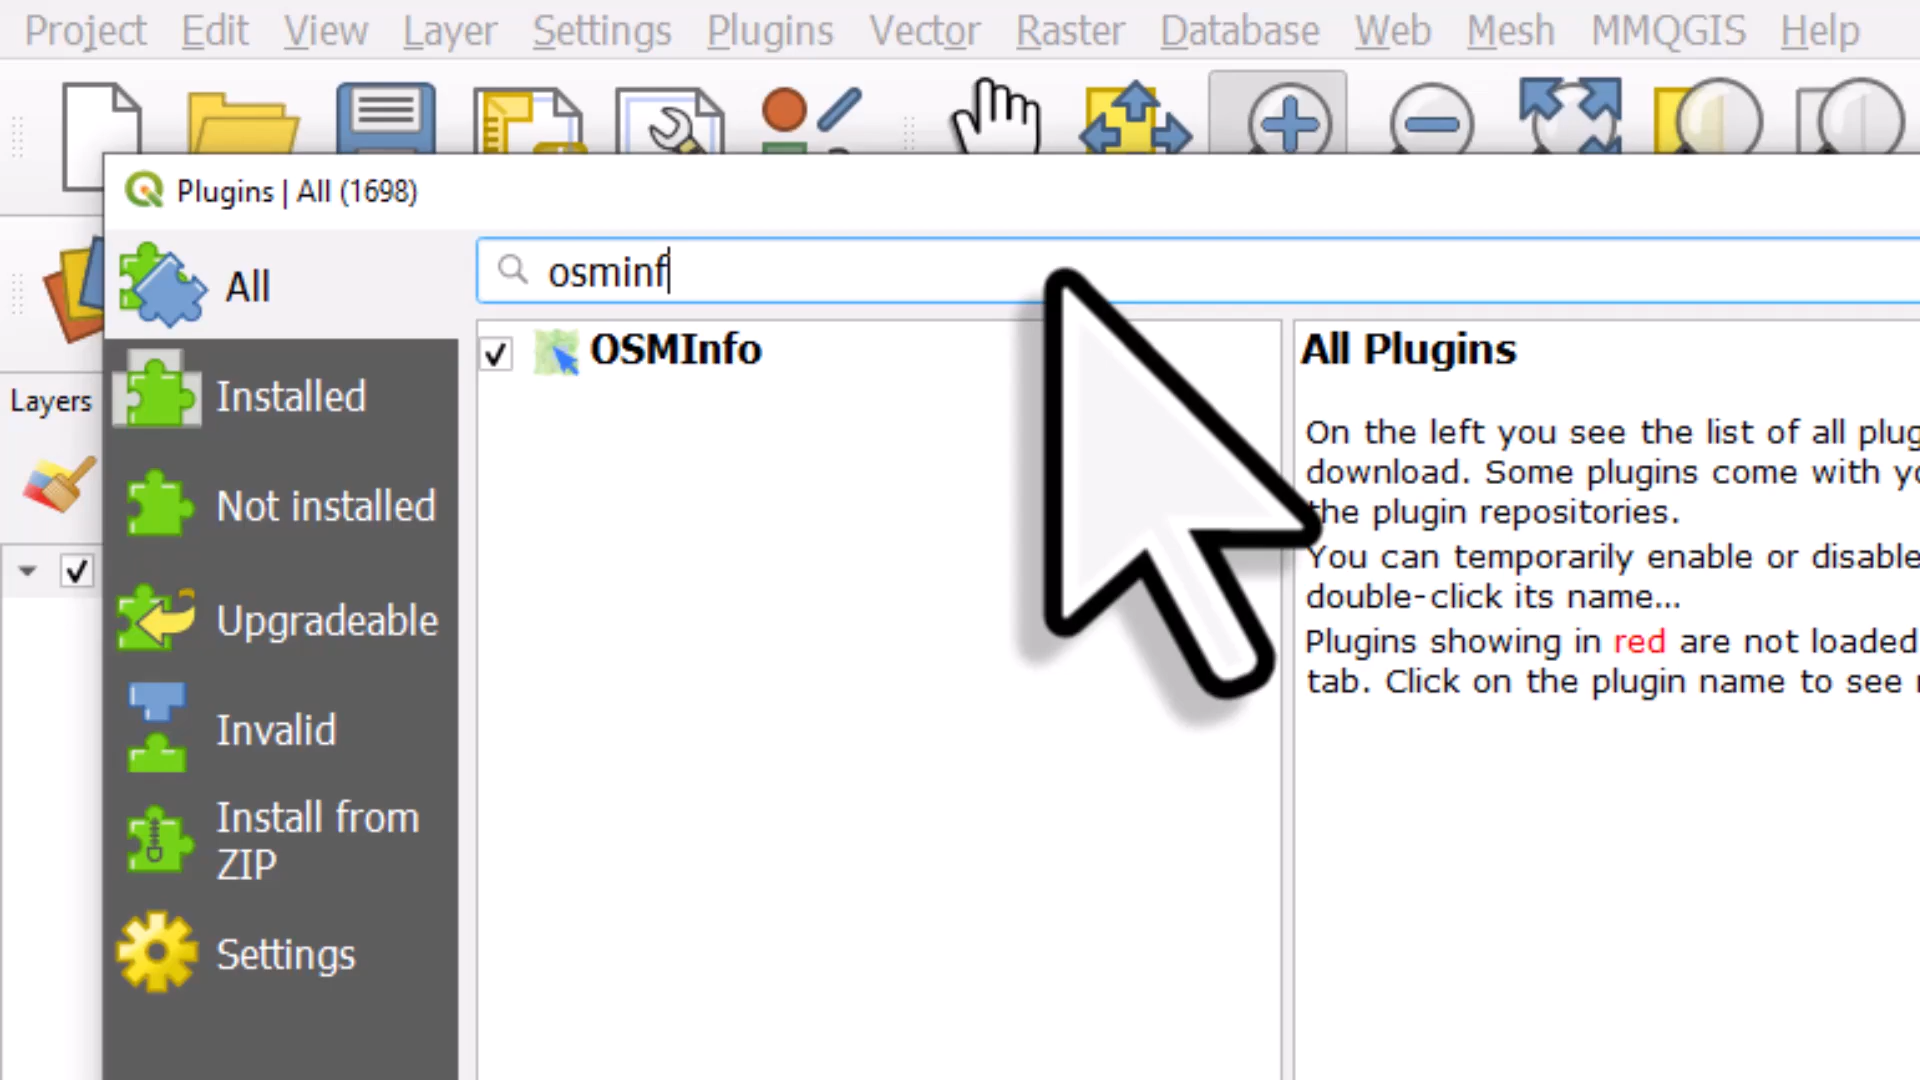 Project Edit View Layer Settings Plugins Vector Raster Database Web Mesh MMQGIS Help
Plugins | All (1698)
All
osminf
Installed
Not installed
Upgradeable
Invalid
Install from
ZIP
Settings
Layers
OSMInfo
All Plugins
On the left you see the list of all plug
download. Some plugins come with yo
the plugin repositories.
You can temporarily enable or disable
double-click its name...
Plugins showing in red are not loaded
tab. Click on the plugin name to see